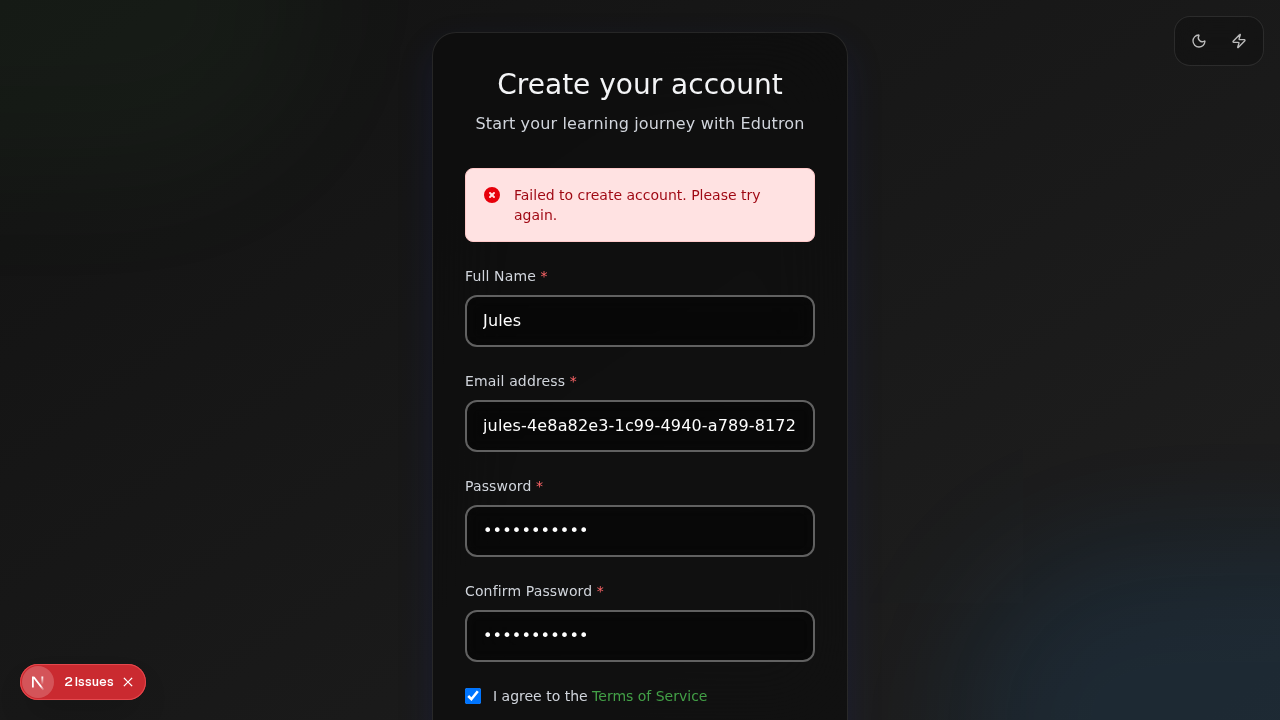 Create your account
Start your learning journey with Edutron
Failed to create account. Please try
again.
Full Name *
Jules
Email address *
jules-4e8a82e3-1c99-4940-a789-8172
Password *
•••••••••••
Confirm Password *
•••••••••••
I agree to the Terms of Service
N 2 Issues